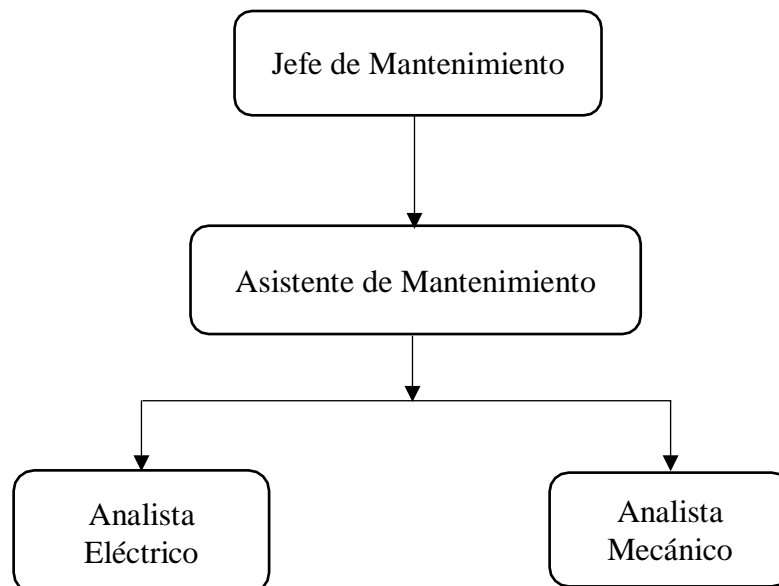 Jefe de Mantenimiento
Asistente de Mantenimiento
Analista
Eléctrico
Analista
Mecánico